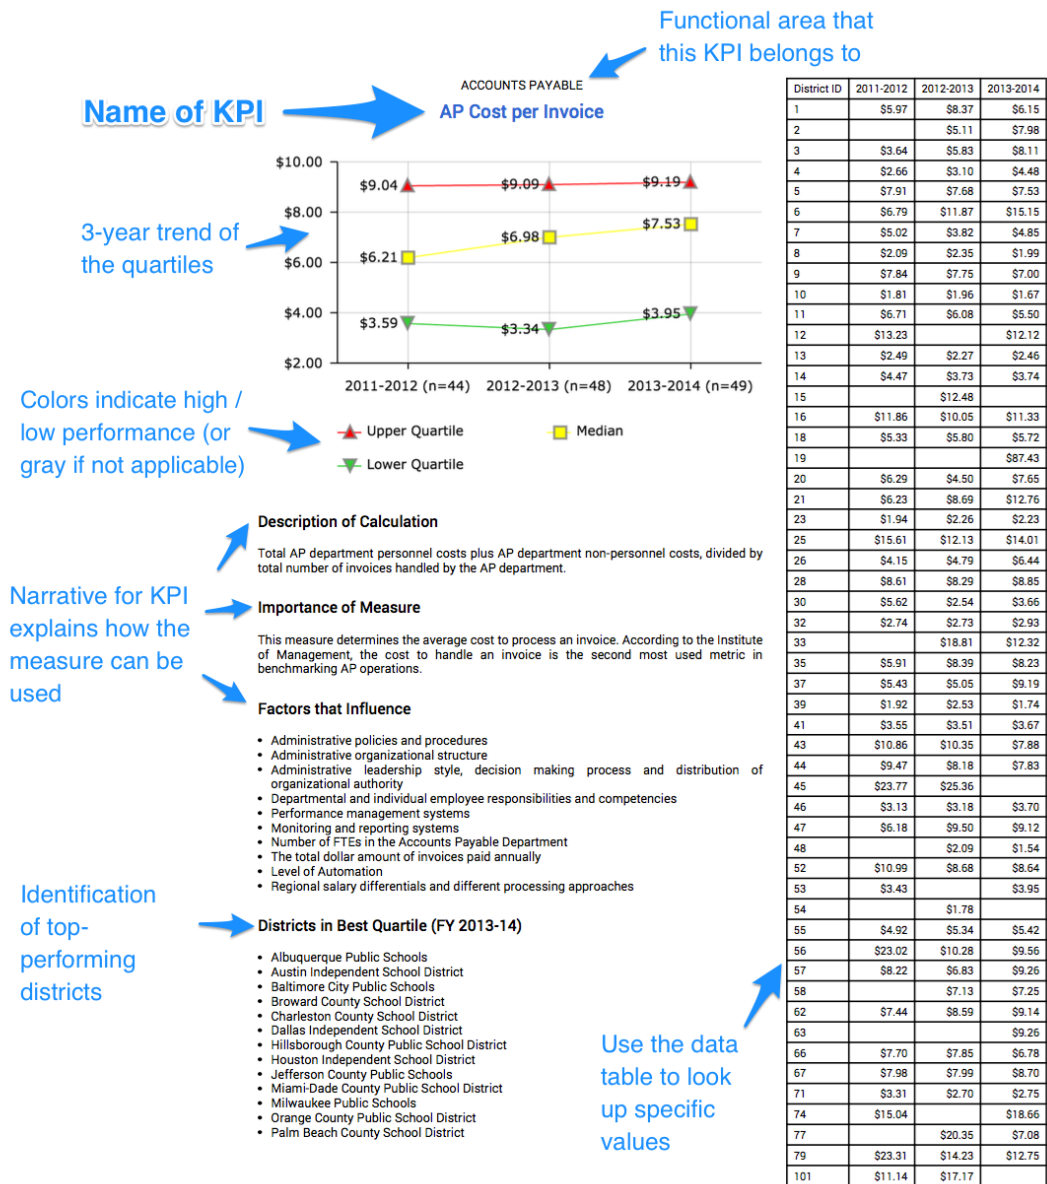 Functional area that
this KPI belongs to
ACCOUNTS PAYABLE
Name of KPI
AP Cost per Invoice
$10.00
$8.00
$6.00
$4.00
$2.00
$9.04
$9.09
$9.19
$6.21
$6.98
$7.53
$3.59
$3.34
$3.95
2011-2012 (n=44) 2012-2013 (n=48) 2013-2014 (n=49)
3-year trend of
the quartiles
Colors indicate high /
low performance (or
gray if not applicable)
Upper Quartile
Median
Lower Quartile
Description of Calculation
Total AP department personnel costs plus AP department non-personnel costs, divided by
total number of invoices handled by the AP department.
Narrative for KPI
explains how the
measure can be
used
Importance of Measure
This measure determines the average cost to process an invoice. According to the Institute
of Management, the cost to handle an invoice is the second most used metric in
benchmarking AP operations.
Factors that Influence
• Administrative policies and procedures
• Administrative organizational structure
• Administrative leadership style, decision making process and distribution of
organizational authority
• Departmental and individual employee responsibilities and competencies
• Performance management systems
• Monitoring and reporting systems
• Number of FTEs in the Accounts Payable Department
• The total dollar amount of invoices paid annually
• Level of Automation
• Regional salary differentials and different processing approaches
Identification
of top-
performing
districts
Districts in Best Quartile (FY 2013-14)
• Albuquerque Public Schools
• Austin Independent School District
• Baltimore City Public Schools
• Broward County School District
• Charleston County School District
• Dallas Independent School District
• Hillsborough County Public School District
• Houston Independent School District
• Jefferson County Public Schools
• Miami-Dade County Public School District
• Milwaukee Public Schools
• Orange County Public School District
• Palm Beach County School District
Use the data
table to look
up specific
values
District ID 2011-2012 2012-2013 2013-2014
1 $5.97 $8.37 $6.15
2 $5.11 $7.98
3 $3.64 $5.83 $8.11
4 $2.66 $3.10 $4.48
5 $7.91 $7.68 $7.53
6 $6.79 $11.87 $15.15
7 $5.02 $3.82 $4.85
8 $2.09 $2.35 $1.99
9 $7.84 $7.75 $7.00
10 $1.81 $1.96 $1.67
11 $6.71 $6.08 $5.50
12 $13.23 $12.12
13 $2.49 $2.27 $2.46
14 $4.47 $3.73 $3.74
15 $12.48
16 $11.86 $10.05 $11.33
18 $5.33 $5.80 $5.72
19 $87.43
20 $6.29 $4.50 $7.65
21 $6.23 $8.69 $12.76
23 $1.94 $2.26 $2.23
25 $15.61 $12.13 $14.01
26 $4.15 $4.79 $6.44
28 $8.61 $8.29 $8.85
30 $5.62 $2.54 $3.66
32 $2.74 $2.73 $2.93
33 $18.81 $12.32
35 $5.91 $8.39 $8.23
37 $5.43 $5.05 $9.19
39 $1.92 $2.53 $1.74
41 $3.55 $3.51 $3.67
43 $10.86 $10.35 $7.88
44 $9.47 $8.18 $7.83
45 $23.77 $25.36
46 $3.13 $3.18 $3.70
47 $6.18 $9.50 $9.12
48 $2.09 $1.54
52 $10.99 $8.68 $8.64
53 $3.43 $3.95
54 $1.78
55 $4.92 $5.34 $5.42
56 $23.02 $10.28 $9.56
57 $8.22 $6.83 $9.26
58 $7.13 $7.25
62 $7.44 $8.59 $9.14
63 $9.26
66 $7.70 $7.85 $6.78
67 $7.98 $7.99 $8.70
71 $3.31 $2.70 $2.75
74 $15.04 $18.66
77 $20.35 $7.08
79 $23.31 $14.23 $12.75
101 $11.14 $17.17